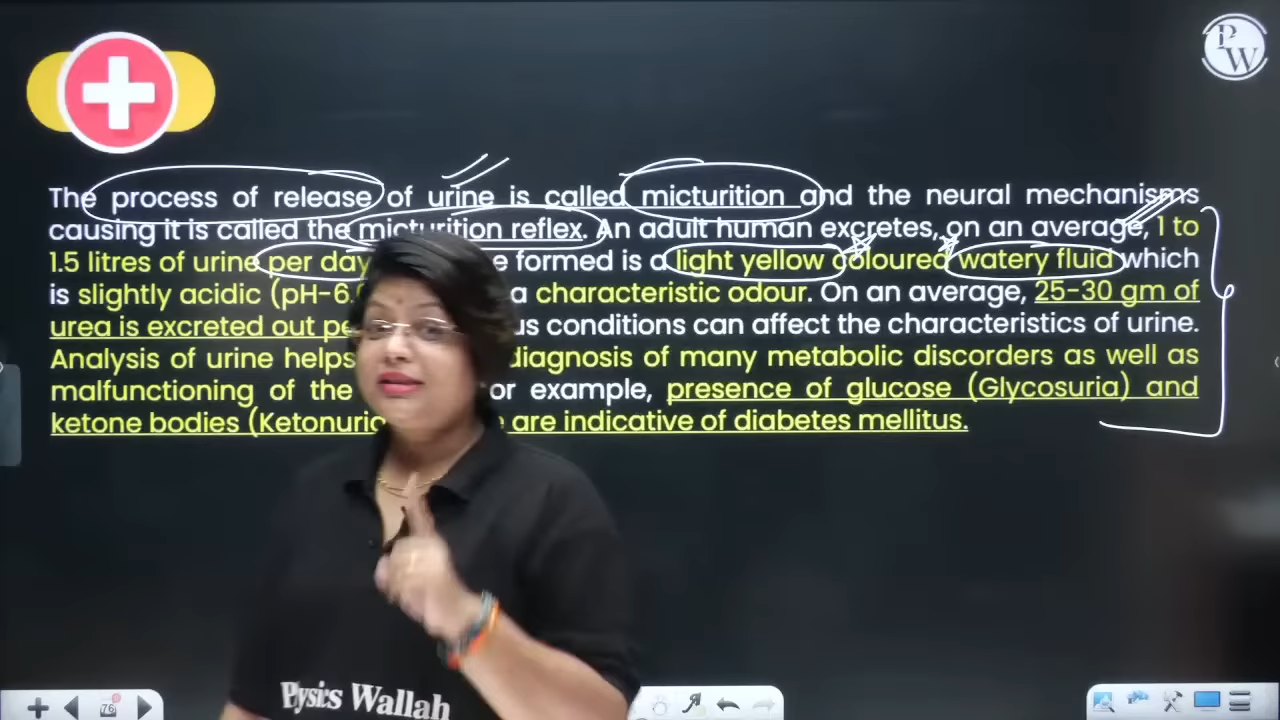 PW
The process of release of urine is called micturition and the neural mechanisms
causing it is called the micturition reflex. An adult human excretes, on an average, 1 to
1.5 litres of urine per day formed is a light yellow coloured watery fluid which
is slightly acidic (pH-6. a characteristic odour. On an average, 25-30 gm of
urea is excreted out conditions can affect the characteristics of urine.
Analysis of urine helps diagnosis of many metabolic discorders as well as
malfunctioning of the example, presence of glucose (Glycosuria) and
ketone bodies ( are indicative of diabetes mellitus.
Physics Wallah
76